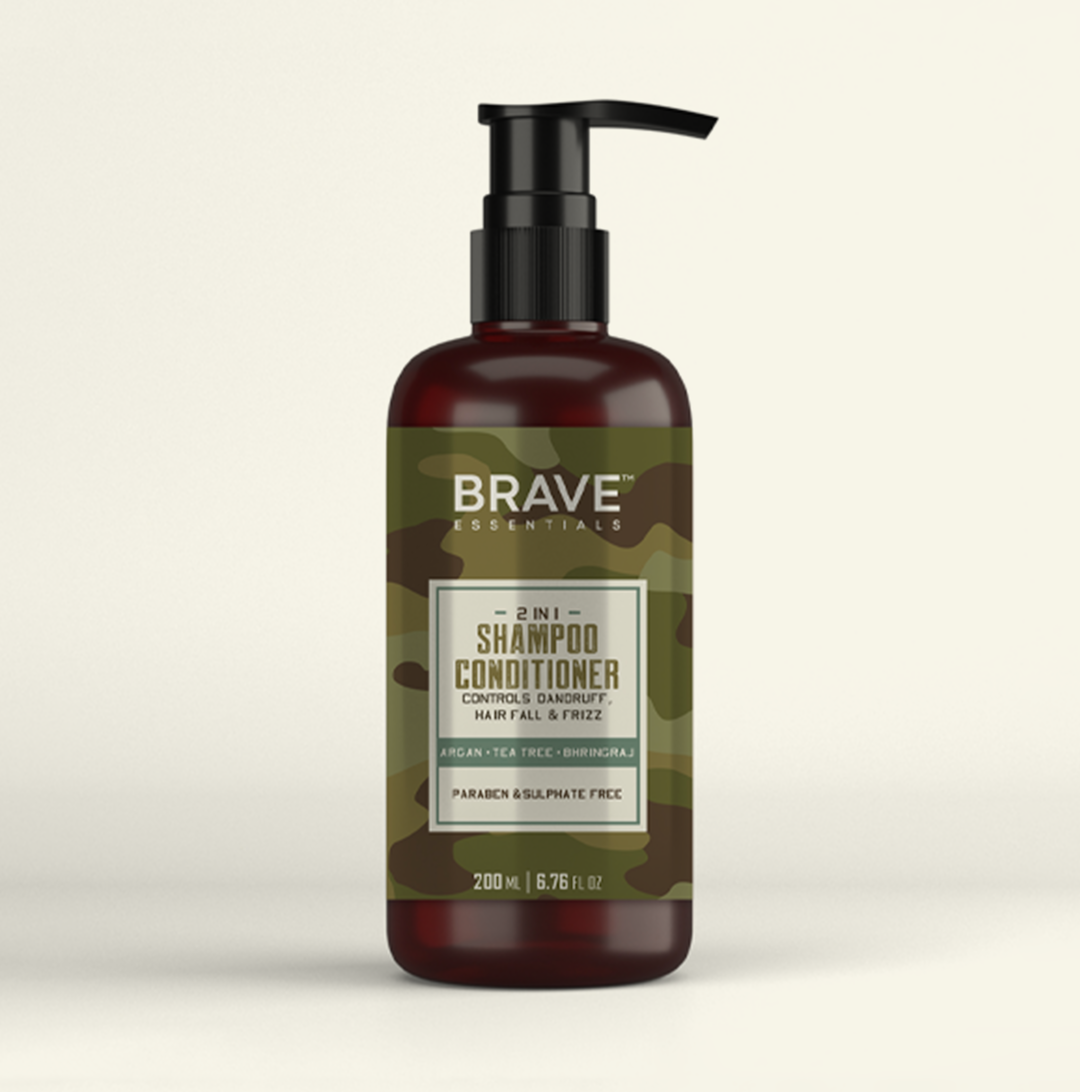 BRAVE™
ESSENTIALS
– 2 IN 1 –
SHAMPOO
CONDITIONER
CONTROLS DANDRUFF,
HAIR FALL & FRIZZ
ARGAN • TEA TREE • BHRINGRAJ
PARABEN & SULPHATE FREE
200 ML | 6.76 FL OZ